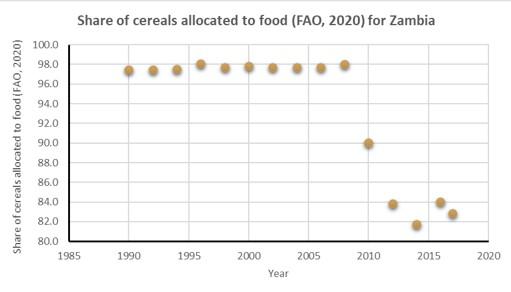 Share of cereals allocated to food (FAO, 2020) for Zambia
Share of cereals allocated to food (FAO, 2020)
100.0
98.0
96.0
94.0
92.0
90.0
88.0
86.0
84.0
82.0
80.0
1985 1990 1995 2000 2005 2010 2015 2020
Year